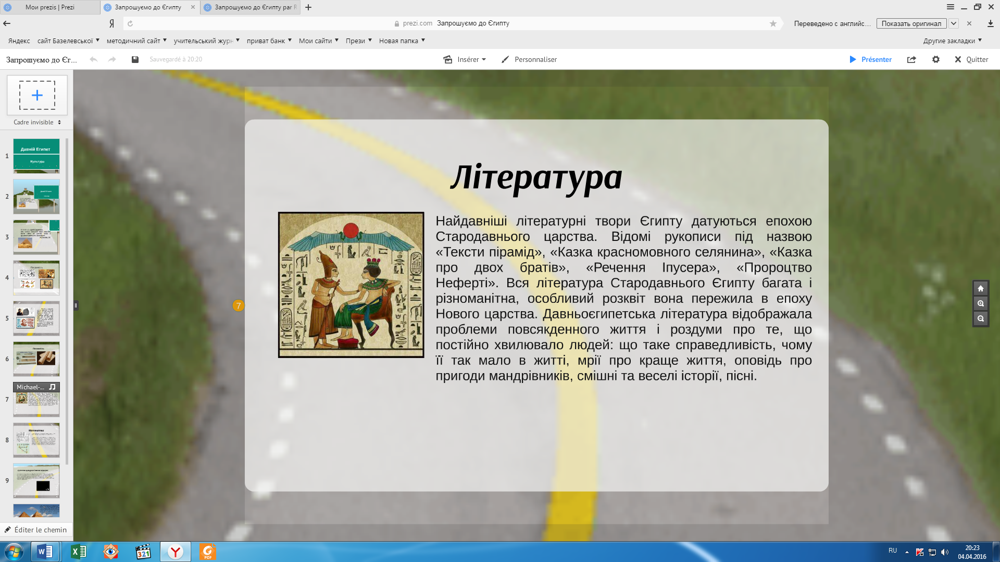 Мои prezis | Prezi
Запрошуємо до Єгипту
Запрошуємо до Єгипту par
prezi.com Запрошуємо до Єгипту
Переведено с английс...
Показать оригинал
Яндекс
сайт Базелевської
методичний сайт
учительський журн
приват банк
Мои сайти
Прези
Новая папка
Другие закладки
Запрошуємо до Єг...
Sauvegardé à 20:20
Insérer
Personnaliser
Présenter
Quitter
Cadre invisible
1
Давній Египет
Культура
2
3
4
5
6
Michael-...
7
8
Математика
9
Éditer le chemin
7
Література
Найдавніші літературні твори Єгипту датуються епохою
Стародавнього царства. Відомі рукописи під назвою
«Тексти пірамід», «Казка красномовного селянина», «Казка
про двох братів», «Речення Іпусера», «Пророцтво
Неферті». Вся література Стародавнього Єгипту багата і
різноманітна, особливий розквіт вона пережила в епоху
Нового царства. Давньоєгипетська література відображала
проблеми повсякденного життя і роздуми про те, що
постійно хвилювало людей: що таке справедливість, чому
її так мало в житті, мрії про краще життя, оповідь про
пригоди мандрівників, смішні та веселі історії, пісні.
321
PDF
RU
20:23
04.04.2016